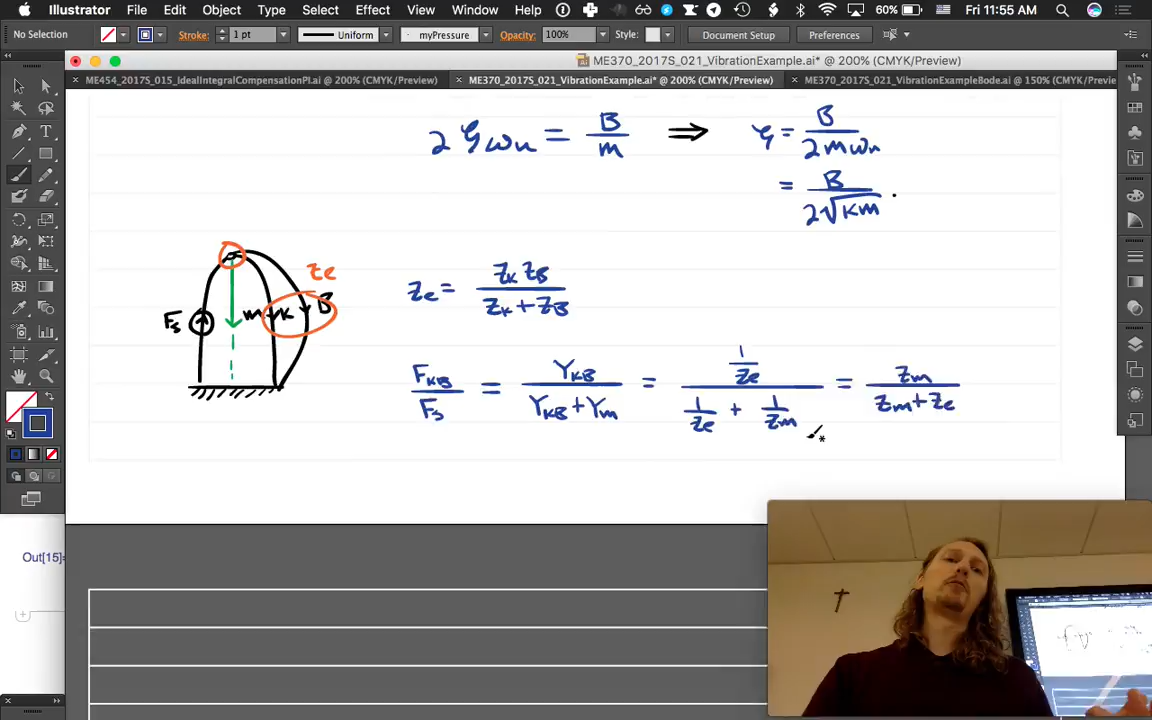 Illustrator File Edit Object Type Select Effect View Window Help 60% Fri 11:55 AM
No Selection Stroke: 1 pt Uniform myPressure Opacity: 100% Style: Document Setup Preferences
ME370_2017S_021_VibrationExample.ai* @ 200% (CMYK/Preview)
ME454_2017S_015_IdealIntegralCompensationPI.ai @ 200% (CMYK/Preview) ME370_2017S_021_VibrationExample.ai* @ 200% (CMYK/Preview) ME370_2017S_021_VibrationExampleBode.ai @ 150% (CMYK/Preview)
2 ζ ωn = B/m ⇒ ζ = B/(2mωn)
= B/(2√(Km)).
Ze
Fs m K B
Ze = ZK ZB/(ZK + ZB)
FKB/Fs = YKB/(YKB + Ym) = (1/Ze)/(1/Ze + 1/Zm) = Zm/(Zm + Ze)
Out[15]=